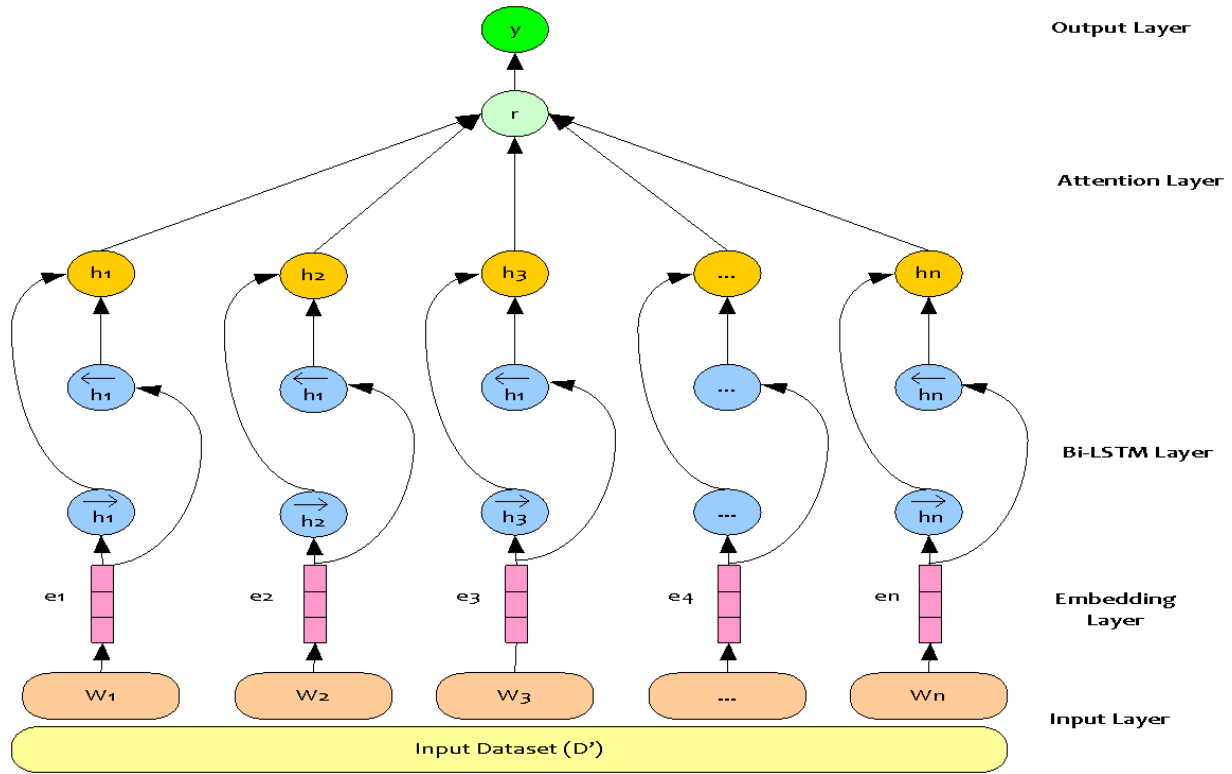 y
Output Layer
r
Attention Layer
h1 h2 h3 ... hn
h1 h1 h1 ... hn
Bi-LSTM Layer
h1 h2 h3 ... hn
e1 e2 e3 e4 en
Embedding
Layer
W1 W2 W3 ... Wn
Input Layer
Input Dataset (D’)